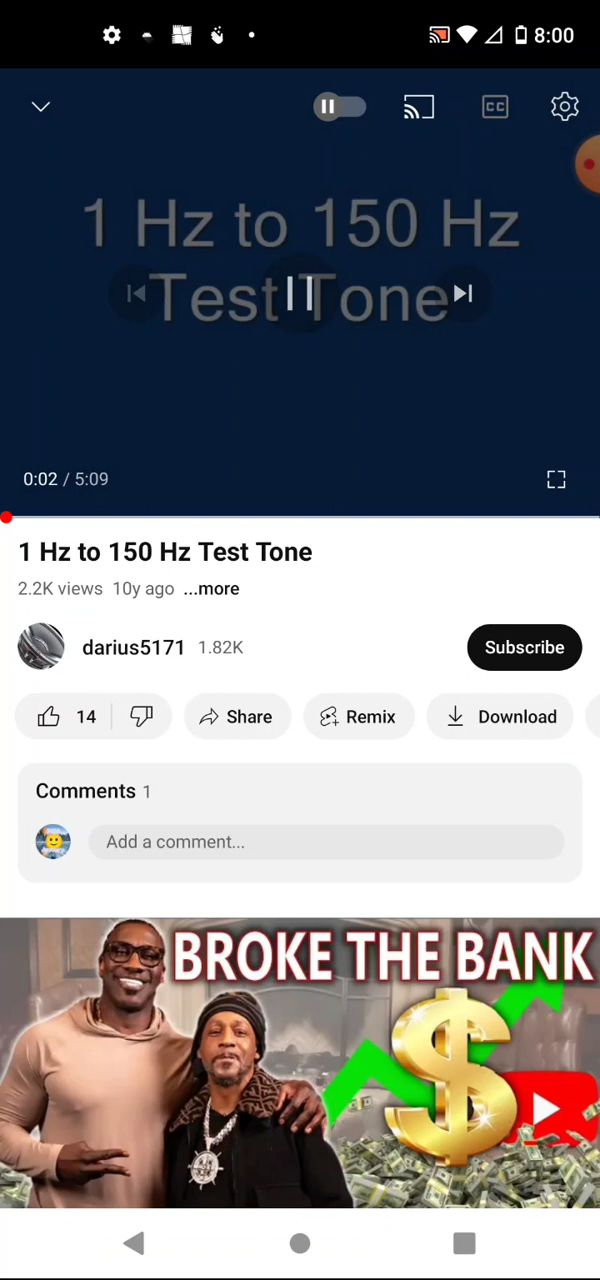 8:00
CC
1 Hz to 150 Hz
Test Tone
0:02 / 5:09
1 Hz to 150 Hz Test Tone
2.2K views 10y ago ...more
darius5171 1.82K
Subscribe
14
Share
Remix
Download
Comments 1
Add a comment...
BROKE THE BANK
$